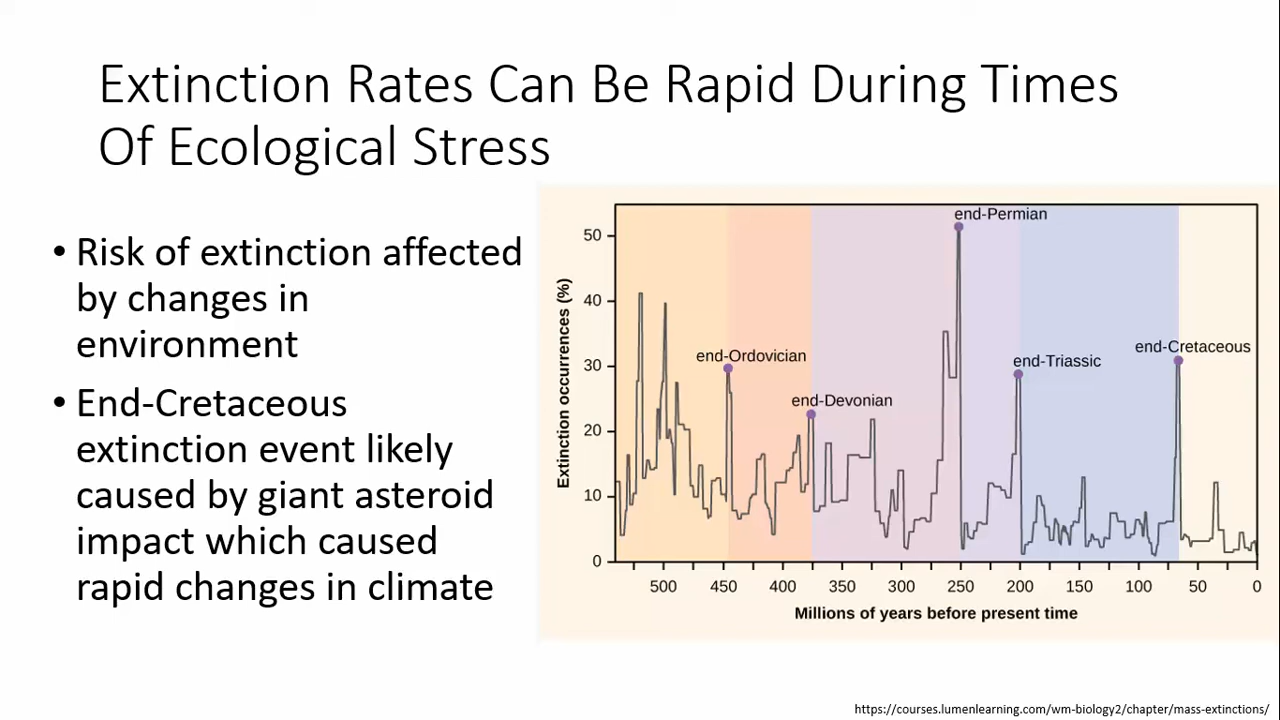 Extinction Rates Can Be Rapid During Times
Of Ecological Stress
• Risk of extinction affected
by changes in
environment
• End-Cretaceous
extinction event likely
caused by giant asteroid
impact which caused
rapid changes in climate
end-Permian
end-Ordovician
end-Devonian
end-Triassic
end-Cretaceous
Extinction occurrences (%)
50
40
30
20
10
0
500 450 400 350 300 250 200 150 100 50 0
Millions of years before present time
https://courses.lumenlearning.com/wm-biology2/chapter/mass-extinctions/